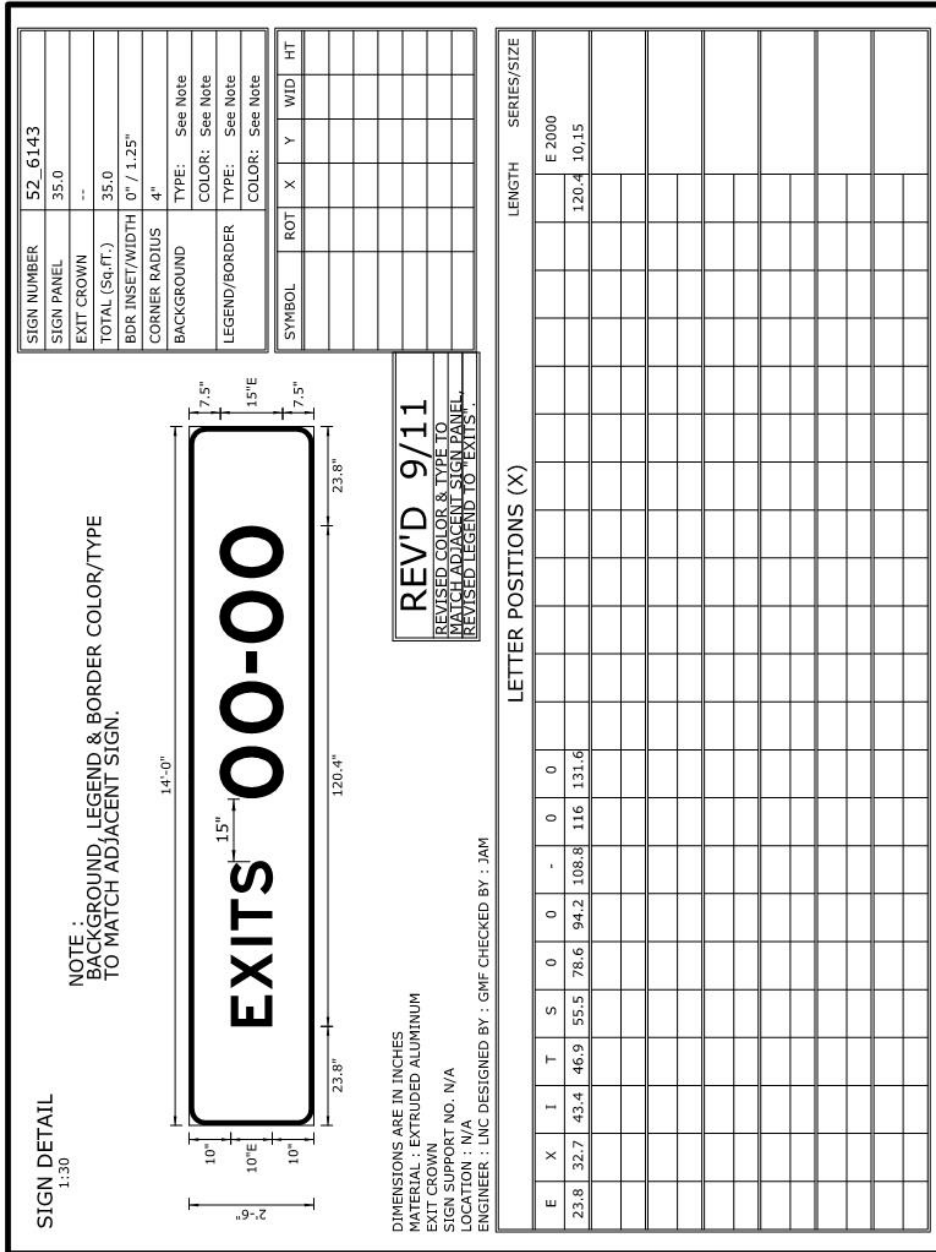 SIGN DETAIL
1:30
NOTE :
BACKGROUND, LEGEND & BORDER COLOR/TYPE
TO MATCH ADJACENT SIGN.
14'-0"
15"
EXITS 00-00
2'-6"
10"
10"E
10"
7.5"
15"E
7.5"
23.8"
120.4"
23.8"
SIGN NUMBER 52_6143
SIGN PANEL 35.0
EXIT CROWN --
TOTAL (Sq.fT.) 35.0
BDR INSET/WIDTH 0" / 1.25"
CORNER RADIUS 4"
BACKGROUND TYPE: See Note
COLOR: See Note
LEGEND/BORDER TYPE: See Note
COLOR: See Note
SYMBOL ROT X Y WID HT
REV'D 9/11
REVISED COLOR & TYPE TO
MATCH ADJACENT SIGN PANEL,
REVISED LEGEND TO "EXITS".
DIMENSIONS ARE IN INCHES
MATERIAL : EXTRUDED ALUMINUM
EXIT CROWN
SIGN SUPPORT NO. N/A
LOCATION : N/A
ENGINEER : LNC DESIGNED BY : GMF CHECKED BY : JAM
LETTER POSITIONS (X) LENGTH SERIES/SIZE
E X I T S 0 0 - 0 0 E 2000
23.8 32.7 43.4 46.9 55.5 78.6 94.2 108.8 116 131.6 120.4 10,15